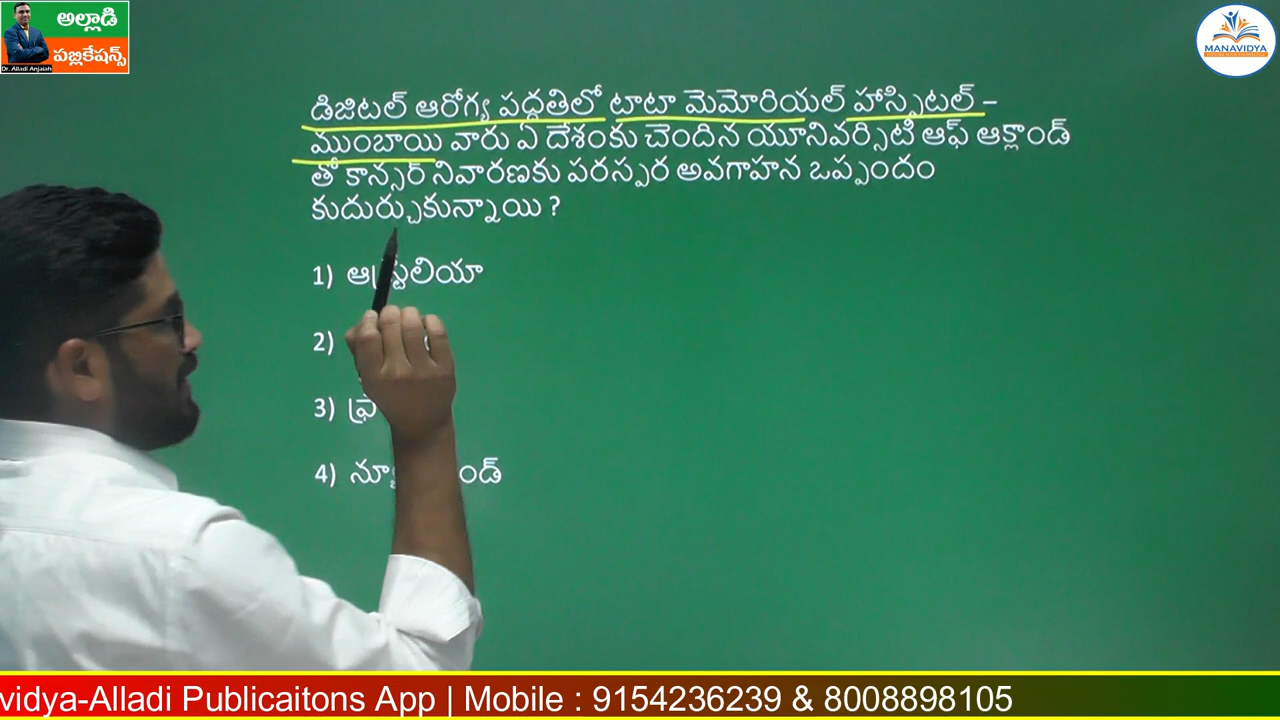 అల్లాడి
పబ్లికేషన్స్
Dr. Alladi Anjaiah
MANAVIDYA
డిజిటల్ ఆరోగ్య పద్ధతిలో టాటా మెమోరియల్ హాస్పిటల్ –
ముంబాయి వారు ఏ దేశంకు చెందిన యూనివర్సిటీ ఆఫ్ ఆక్లాండ్
తో కాన్సర్ నివారణకు పరస్పర అవగాహన ఒప్పందం
కుదుర్చుకున్నాయి ?
1) ఆస్ట్రేలియా
2)
3)
4)
vidya-Alladi Publicaitons App | Mobile : 9154236239 & 8008898105